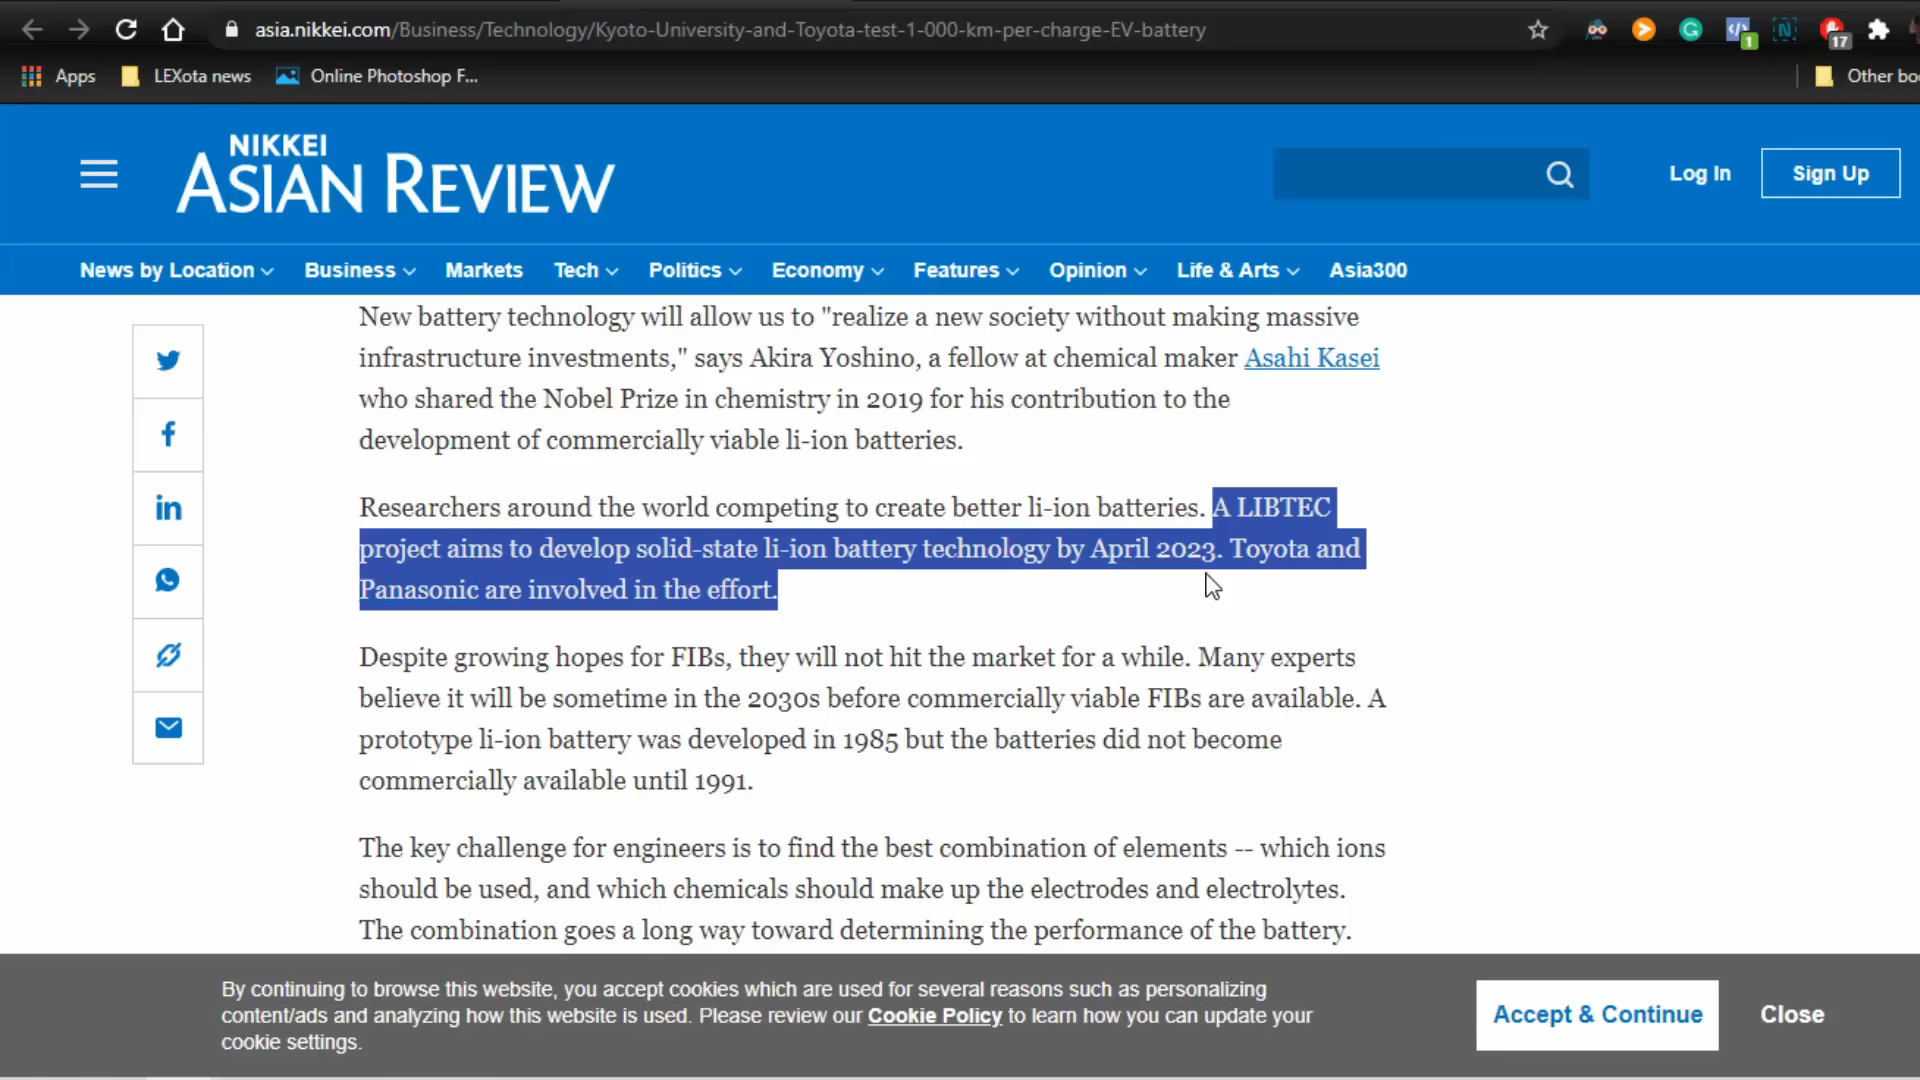 asia.nikkei.com/Business/Technology/Kyoto-University-and-Toyota-test-1-000-km-per-charge-EV-battery
1
17
Apps
LEXota news
Online Photoshop F...
Other bo
NIKKEI
ASIAN REVIEW
Log In
Sign Up
News by Location
Business
Markets
Tech
Politics
Economy
Features
Opinion
Life & Arts
Asia300
New battery technology will allow us to "realize a new society without making massive
infrastructure investments," says Akira Yoshino, a fellow at chemical maker Asahi Kasei
who shared the Nobel Prize in chemistry in 2019 for his contribution to the
development of commercially viable li-ion batteries.
Researchers around the world competing to create better li-ion batteries. A LIBTEC
project aims to develop solid-state li-ion battery technology by April 2023. Toyota and
Panasonic are involved in the effort.
Despite growing hopes for FIBs, they will not hit the market for a while. Many experts
believe it will be sometime in the 2030s before commercially viable FIBs are available. A
prototype li-ion battery was developed in 1985 but the batteries did not become
commercially available until 1991.
The key challenge for engineers is to find the best combination of elements -- which ions
should be used, and which chemicals should make up the electrodes and electrolytes.
The combination goes a long way toward determining the performance of the battery.
By continuing to browse this website, you accept cookies which are used for several reasons such as personalizing
content/ads and analyzing how this website is used. Please review our Cookie Policy to learn how you can update your
cookie settings.
Accept & Continue
Close